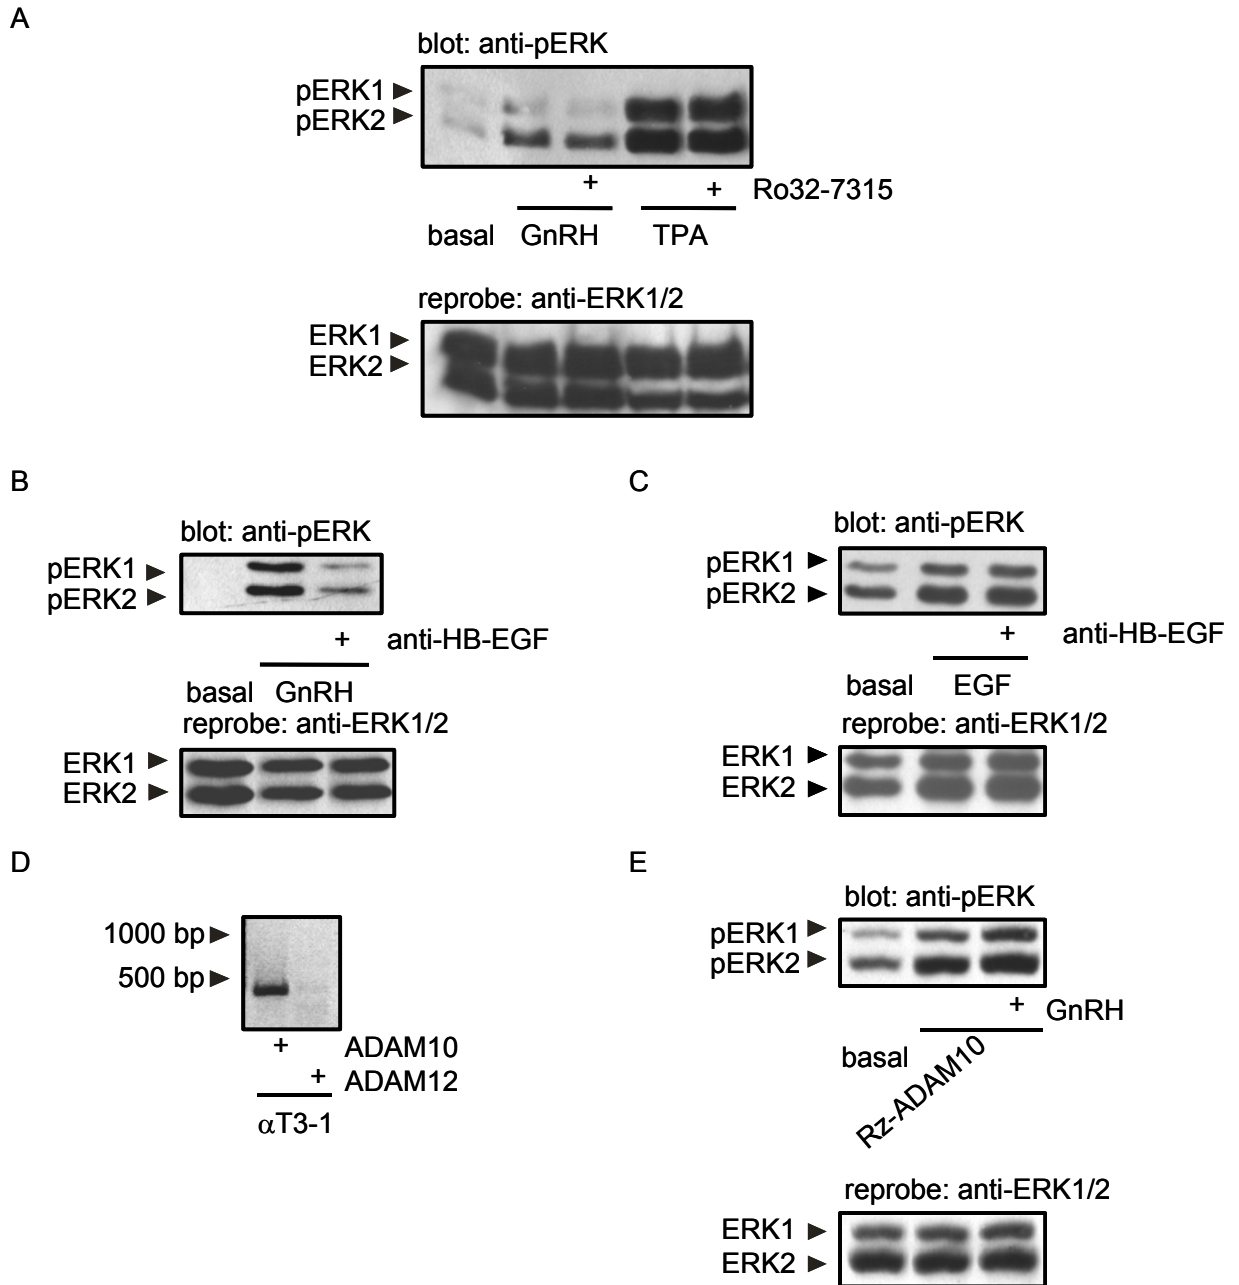 A
blot: anti-pERK
pERK1
pERK2
+ + Ro32-7315
basal GnRH TPA
reprobe: anti-ERK1/2
ERK1
ERK2
B
blot: anti-pERK
pERK1
pERK2
+ anti-HB-EGF
basal GnRH
reprobe: anti-ERK1/2
ERK1
ERK2
C
blot: anti-pERK
pERK1
pERK2
+ anti-HB-EGF
basal EGF
reprobe: anti-ERK1/2
ERK1
ERK2
D
1000 bp
500 bp
+ ADAM10
+ ADAM12
αT3-1
E
blot: anti-pERK
pERK1
pERK2
+ GnRH
basal
Rz-ADAM10
reprobe: anti-ERK1/2
ERK1
ERK2